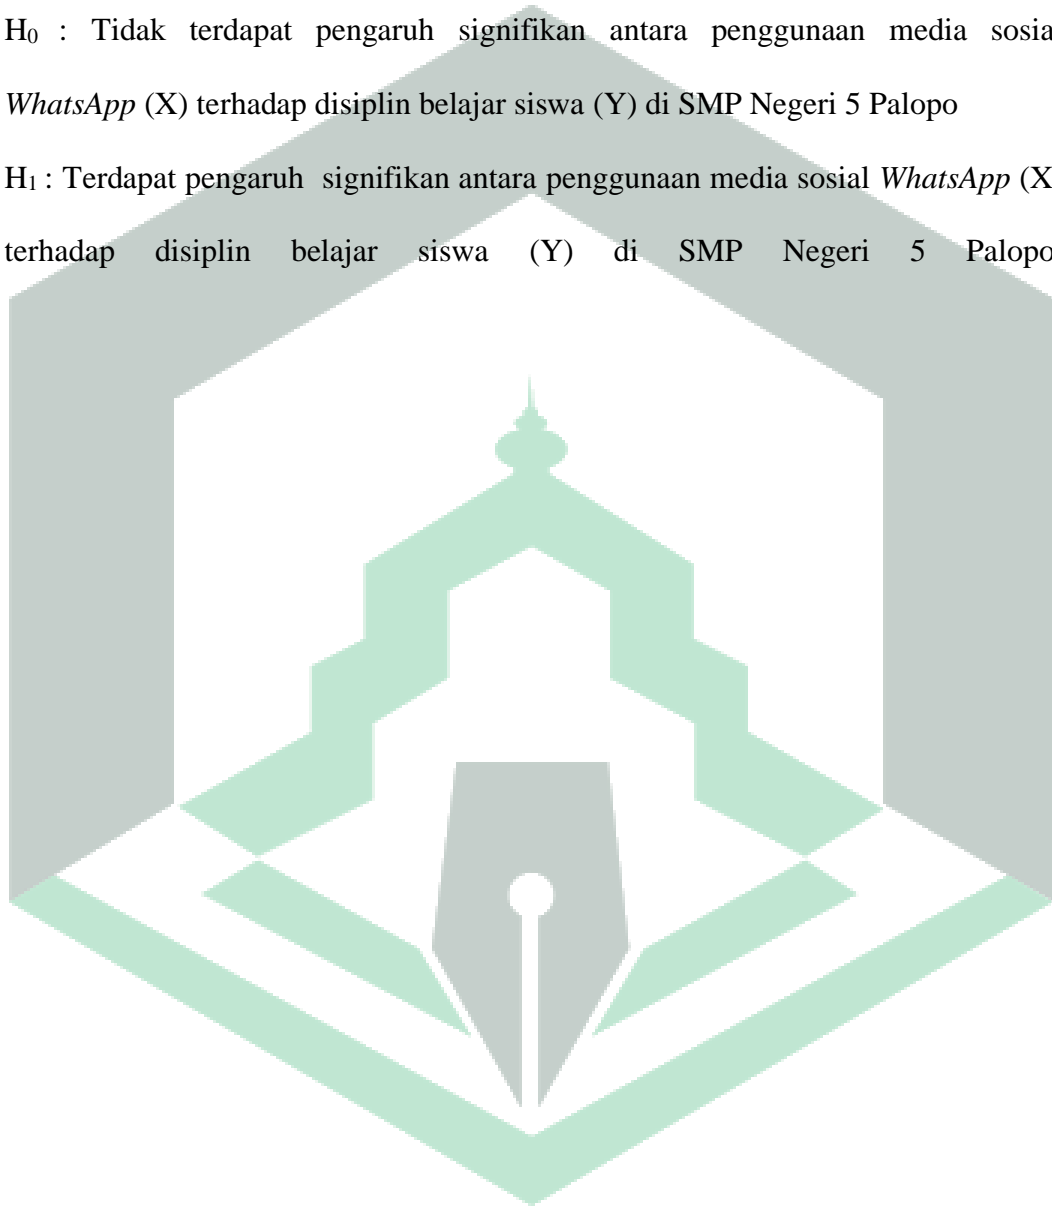 H₀ : Tidak terdapat pengaruh signifikan antara penggunaan media sosia
WhatsApp (X) terhadap disiplin belajar siswa (Y) di SMP Negeri 5 Palopo
H₁ : Terdapat pengaruh signifikan antara penggunaan media sosial WhatsApp (X
terhadap disiplin belajar siswa (Y) di SMP Negeri 5 Palopo